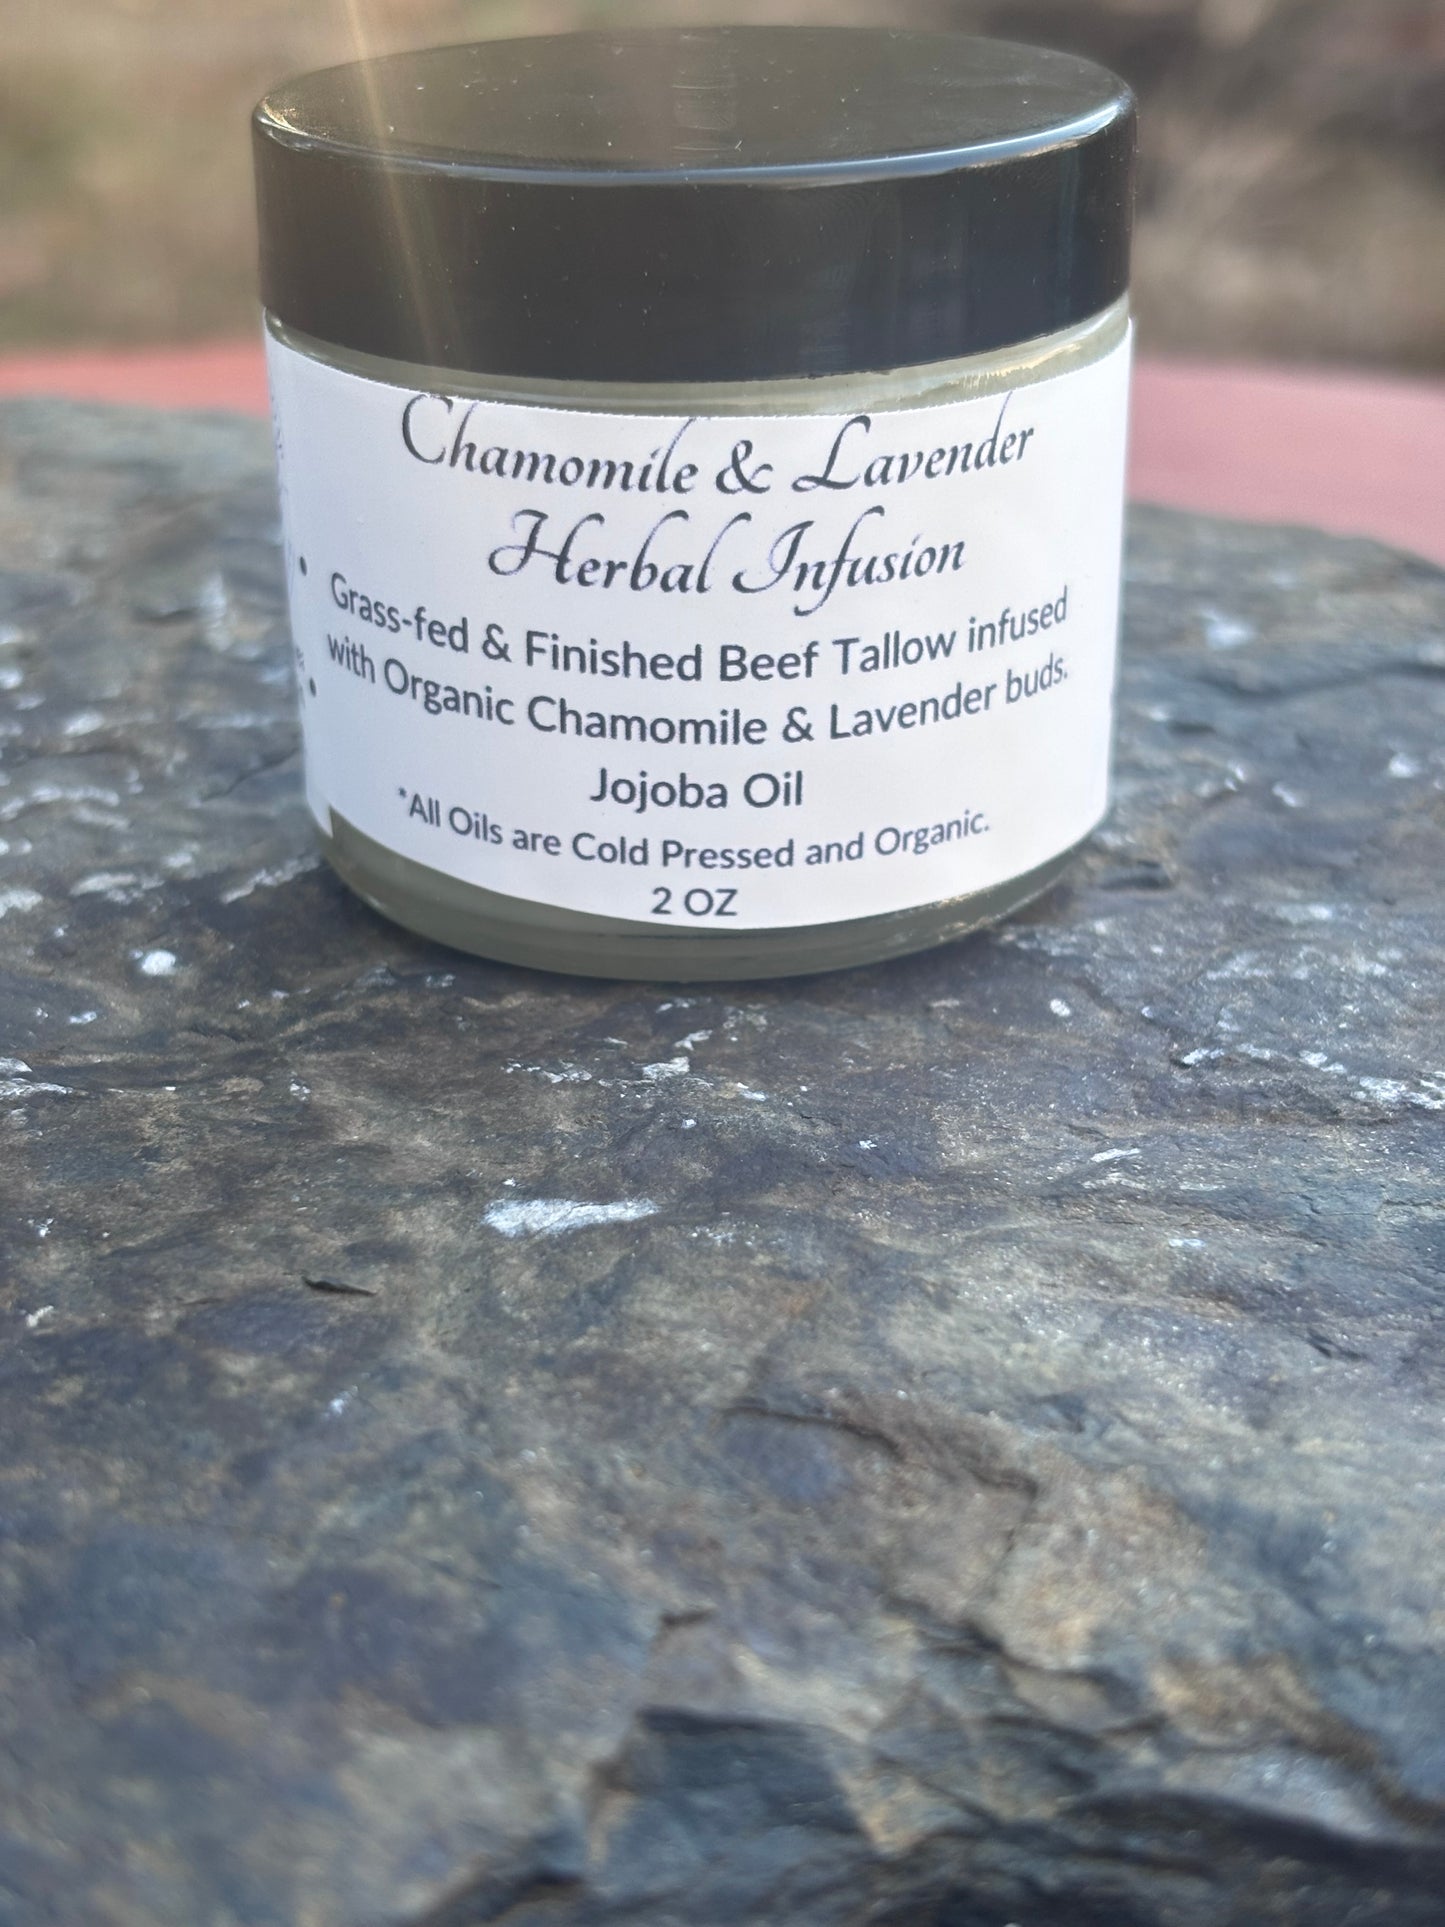 Chamomile & Lavender
Herbal Infusion
Grass-fed & Finished Beef Tallow infused
with Organic Chamomile & Lavender buds.
Jojoba Oil
*All Oils are Cold Pressed and Organic.
2 OZ